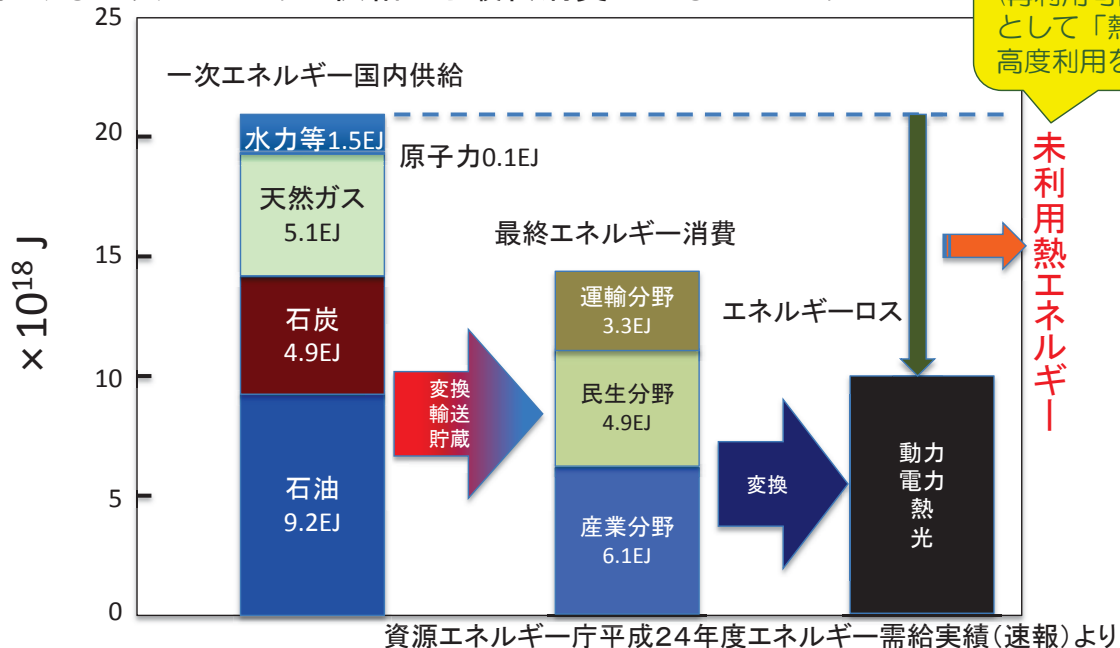 として「熱
高度利用を
25
20
15
10
5
0
×10¹⁸ J
一次エネルギー国内供給
水力等1.5EJ
原子力0.1EJ
天然ガス
5.1EJ
石炭
4.9EJ
石油
9.2EJ
変換
輸送
貯蔵
最終エネルギー消費
運輸分野
3.3EJ
民生分野
4.9EJ
産業分野
6.1EJ
エネルギーロス
変換
動力
電力
熱
光
未利用熱エネルギー
資源エネルギー庁平成24年度エネルギー需給実績(速報)より